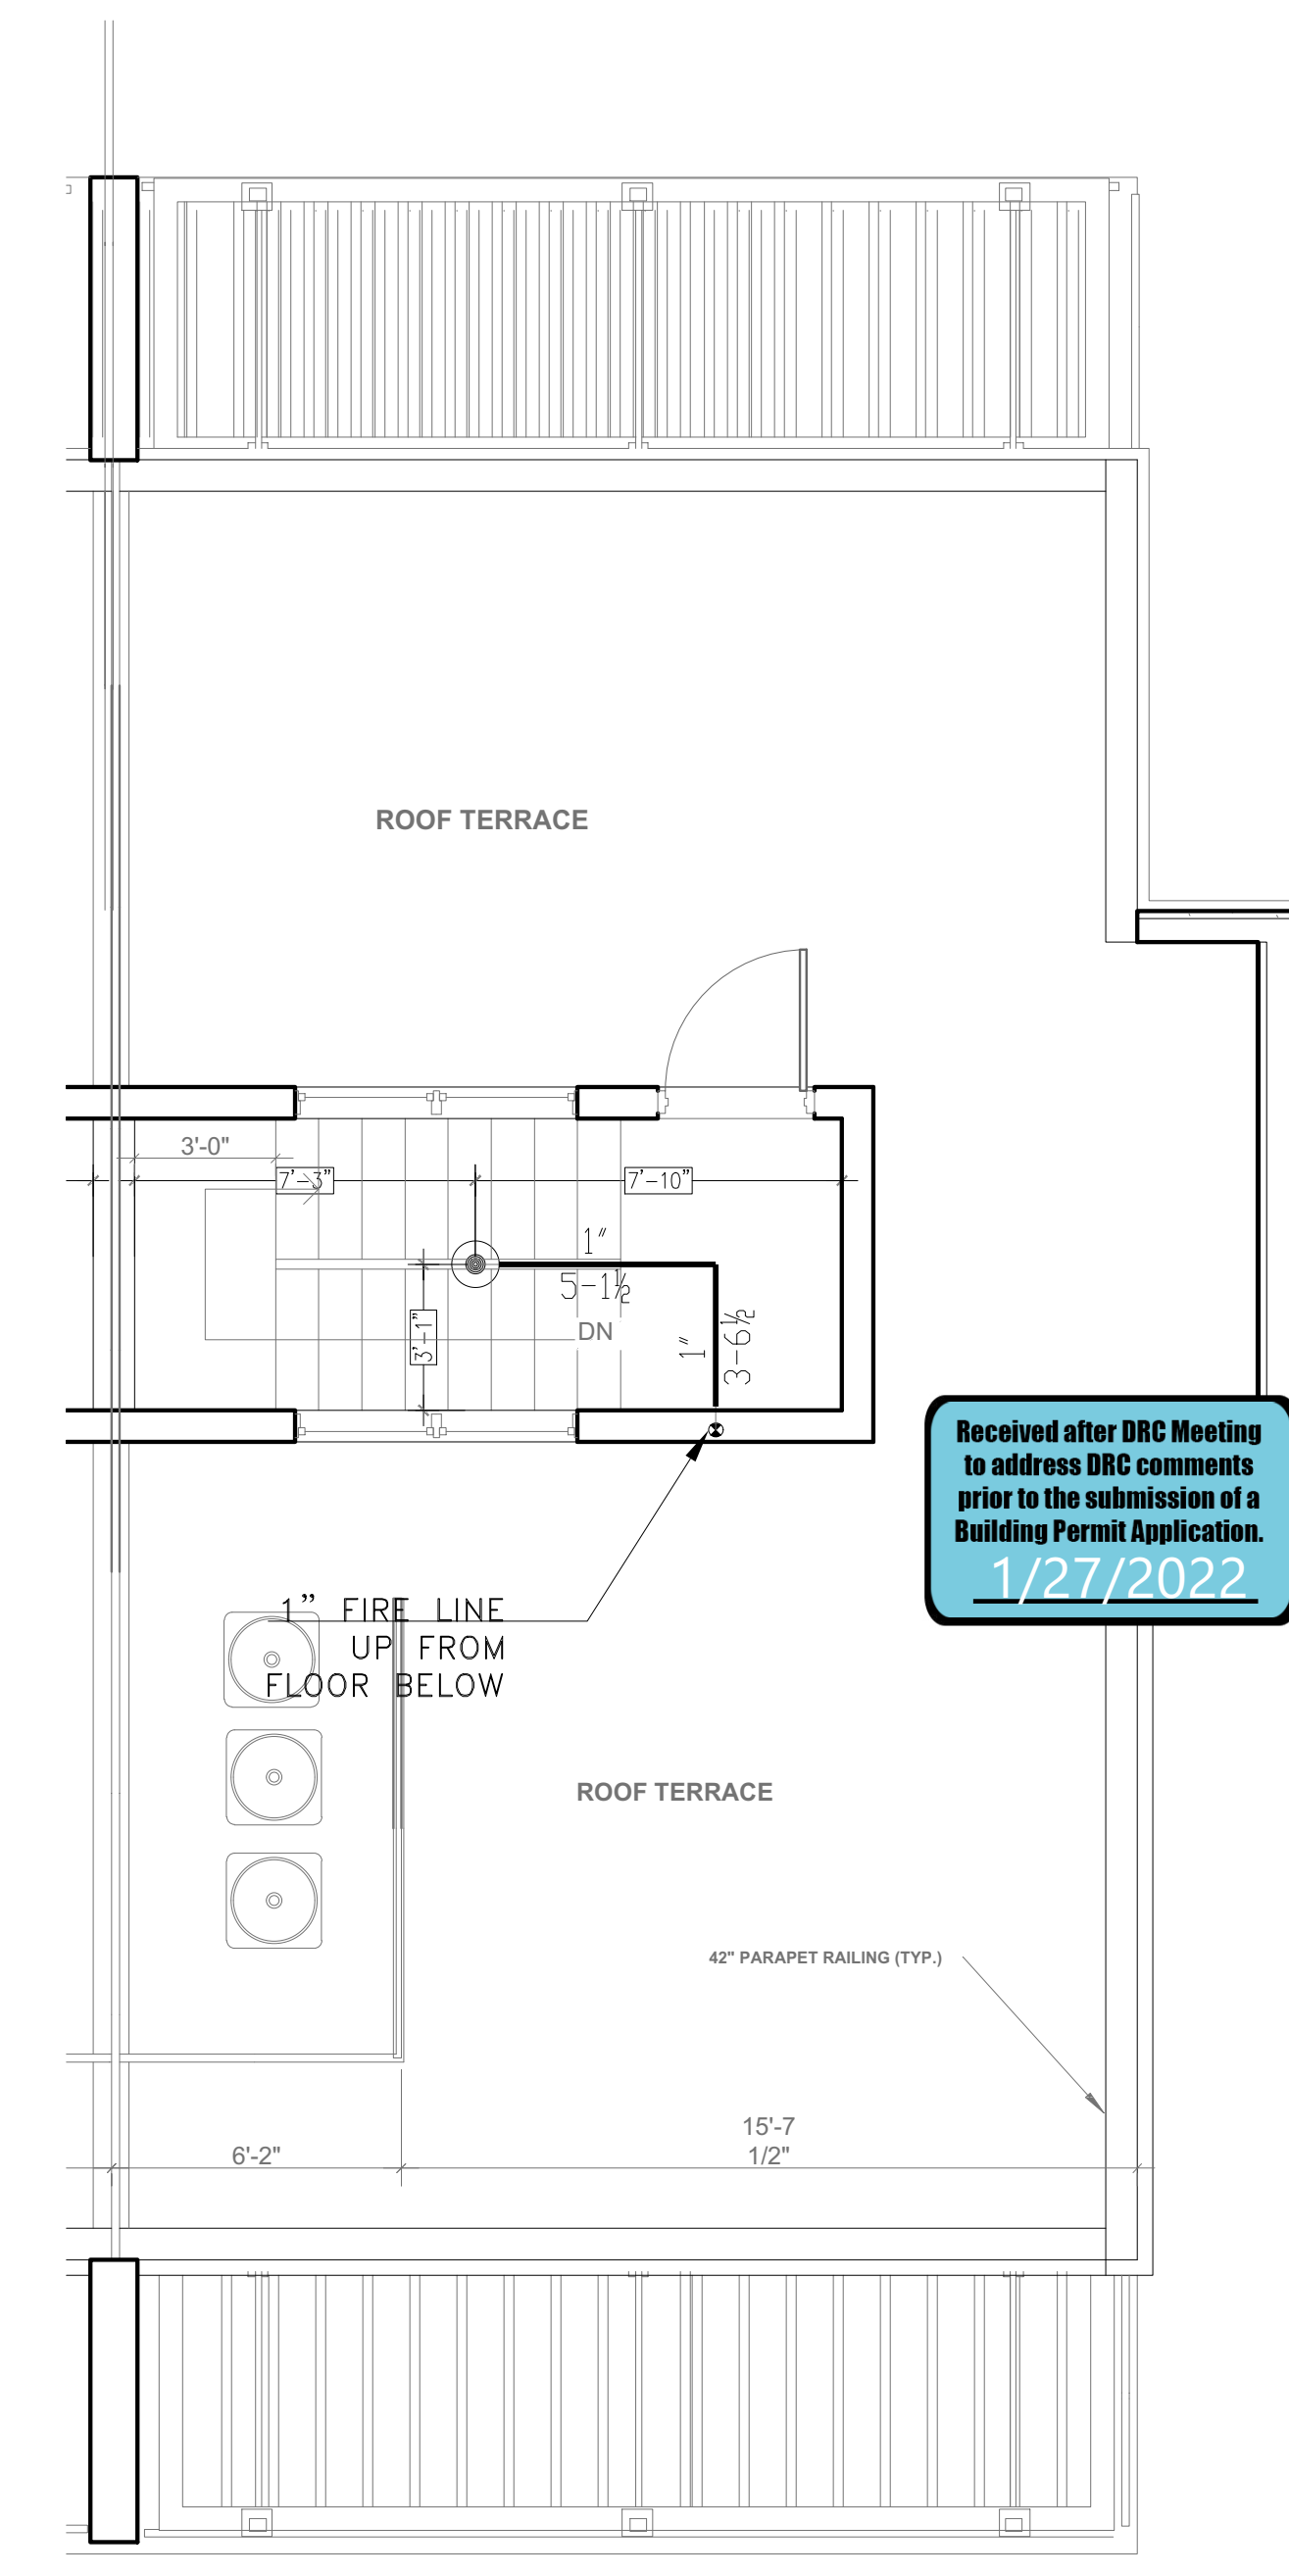 ROOF TERRACE
3'-0"
7'-3"
7'-10"
1"
5-1½
3'-1"
DN
1"
3-6½
Received after DRC Meeting
to address DRC comments
prior to the submission of a
Building Permit Application.
1/27/2022
1" FIRE LINE
UP FROM
FLOOR BELOW
ROOF TERRACE
42" PARAPET RAILING (TYP.)
15'-7
1/2"
6'-2"